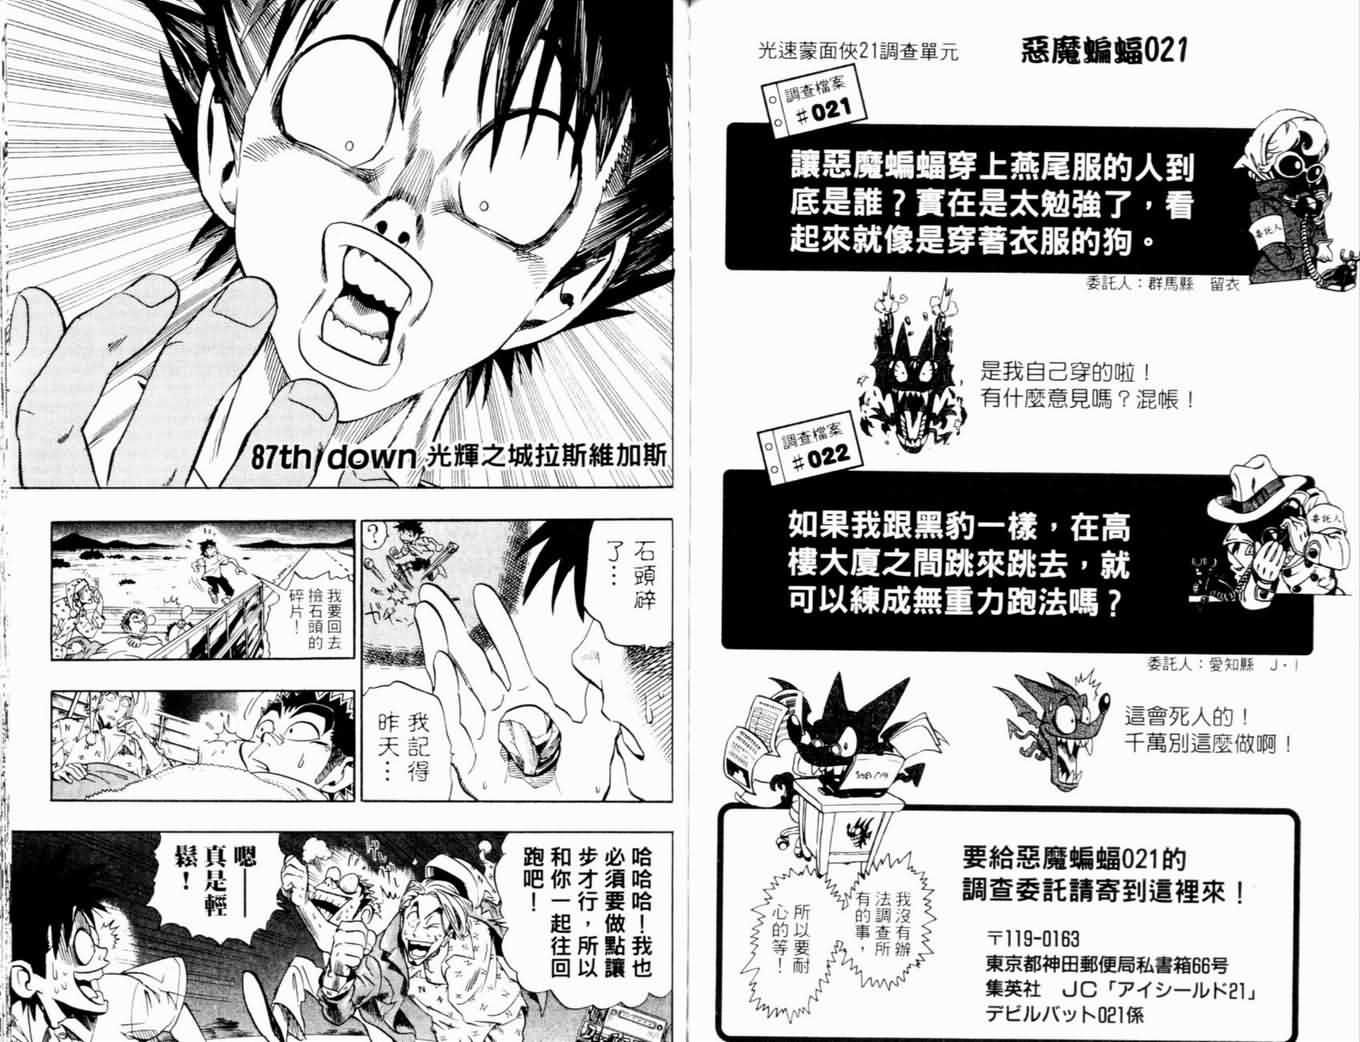 光速蒙面俠21調查單元
惡魔蝙蝠021
調查檔案
#021
讓惡魔蝙蝠穿上燕尾服的人到
底是誰？實在是太勉強了，看
起來就像是穿著衣服的狗。
委託人
委託人：群馬縣　留衣
是我自己穿的啦！
有什麼意見嗎？混帳！
調查檔案
#022
如果我跟黑豹一樣，在高
樓大廈之間跳來跳去，就
可以練成無重力跑法嗎？
委託人
委託人：愛知縣　J・I
這會死人的！
千萬別這麼做啊！
我沒有辦
法調查所
有的事，
所以要耐
心的等！
要給惡魔蝙蝠021的
調查委託請寄到這裡來！
〒119-0163
東京都神田郵便局私書箱66号
集英社　JC「アイシールド21」
デビルバット021係
87th down 光輝之城拉斯維加斯
石頭碎
了…
?
我記得
昨天…
我要回去
撿石頭的
碎片！
哈哈哈！我也
必須要做點讓
步才行，所以
和你一起往回
跑吧！
嗯——
真是輕
鬆！